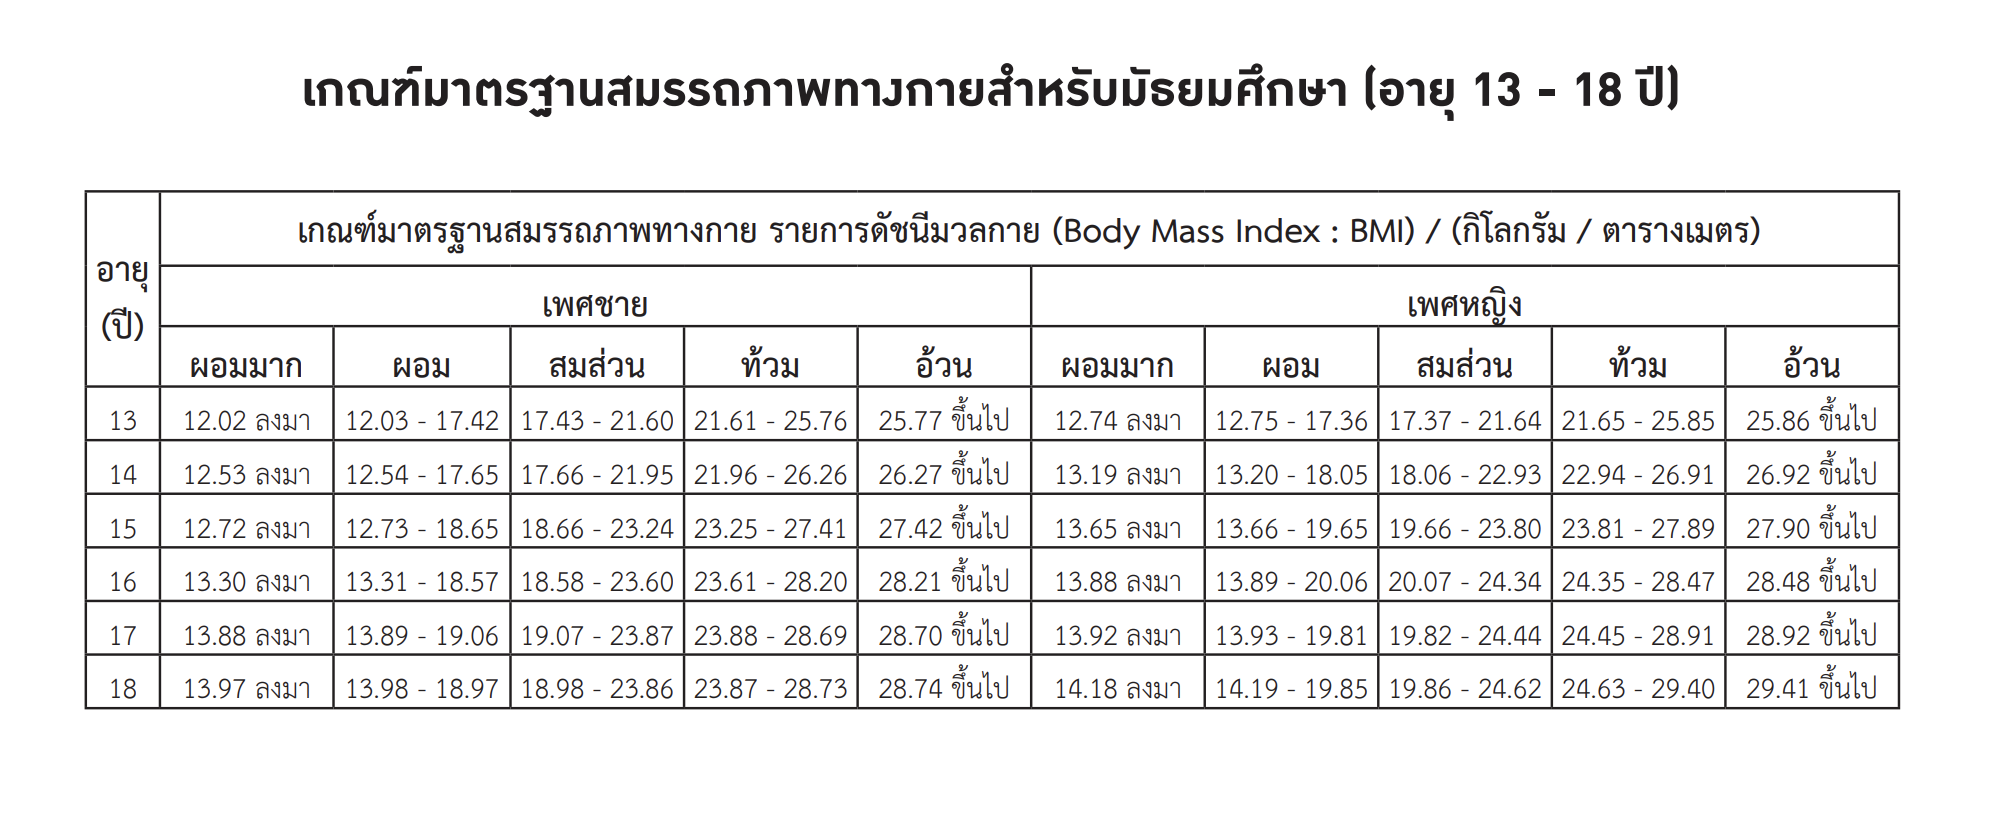 เกณฑ์มาตรฐานสมรรถภาพทางกายสำหรับมัธยมศึกษา (อายุ 13 - 18 ปี)
อายุ (ปี)
เกณฑ์มาตรฐานสมรรถภาพทางกาย รายการดัชนีมวลกาย (Body Mass Index : BMI) / (กิโลกรัม / ตารางเมตร)
เพศชาย เพศหญิง
ผอมมาก ผอม สมส่วน ท้วม อ้วน ผอมมาก ผอม สมส่วน ท้วม อ้วน
13 12.02 ลงมา 12.03 - 17.42 17.43 - 21.60 21.61 - 25.76 25.77 ขึ้นไป 12.74 ลงมา 12.75 - 17.36 17.37 - 21.64 21.65 - 25.85 25.86 ขึ้นไป
14 12.53 ลงมา 12.54 - 17.65 17.66 - 21.95 21.96 - 26.26 26.27 ขึ้นไป 13.19 ลงมา 13.20 - 18.05 18.06 - 22.93 22.94 - 26.91 26.92 ขึ้นไป
15 12.72 ลงมา 12.73 - 18.65 18.66 - 23.24 23.25 - 27.41 27.42 ขึ้นไป 13.65 ลงมา 13.66 - 19.65 19.66 - 23.80 23.81 - 27.89 27.90 ขึ้นไป
16 13.30 ลงมา 13.31 - 18.57 18.58 - 23.60 23.61 - 28.20 28.21 ขึ้นไป 13.88 ลงมา 13.89 - 20.06 20.07 - 24.34 24.35 - 28.47 28.48 ขึ้นไป
17 13.88 ลงมา 13.89 - 19.06 19.07 - 23.87 23.88 - 28.69 28.70 ขึ้นไป 13.92 ลงมา 13.93 - 19.81 19.82 - 24.44 24.45 - 28.91 28.92 ขึ้นไป
18 13.97 ลงมา 13.98 - 18.97 18.98 - 23.86 23.87 - 28.73 28.74 ขึ้นไป 14.18 ลงมา 14.19 - 19.85 19.86 - 24.62 24.63 - 29.40 29.41 ขึ้นไป